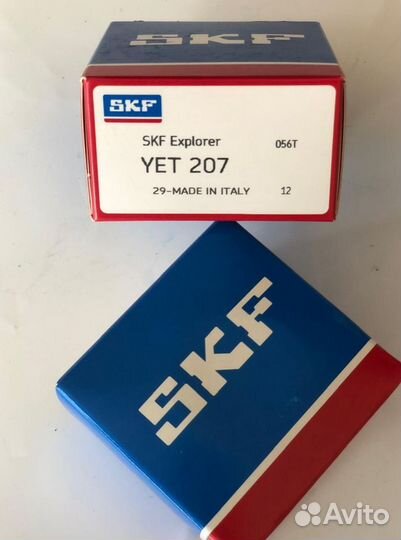 SKF
SKF
SKF Explorer 056T
YET 207
29-MADE IN ITALY 12
SKF
Avito